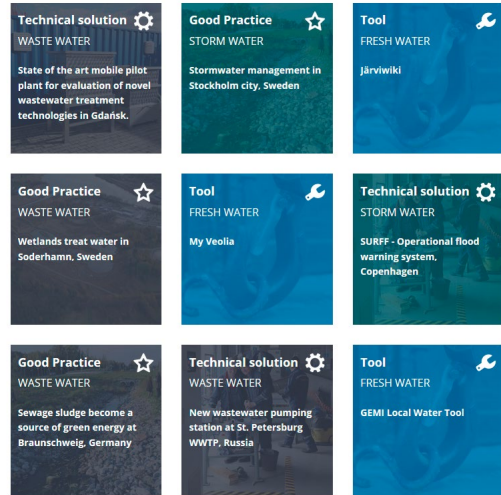 Technical solution
WASTE WATER
State of the art mobile pilot
plant for evaluation of novel
wastewater treatment
technologies in Gdańsk.
Good Practice
STORM WATER
Stormwater management in
Stockholm city, Sweden
Tool
FRESH WATER
Järviwiki
Good Practice
WASTE WATER
Wetlands treat water in
Soderhamn, Sweden
Tool
FRESH WATER
My Veolia
Technical solution
STORM WATER
SURFF - Operational flood
warning system,
Copenhagen
Good Practice
WASTE WATER
Sewage sludge become a
source of green energy at
Braunschweig, Germany
Technical solution
WASTE WATER
New wastewater pumping
station at St. Petersburg
WWTP, Russia
Tool
FRESH WATER
GEMI Local Water Tool